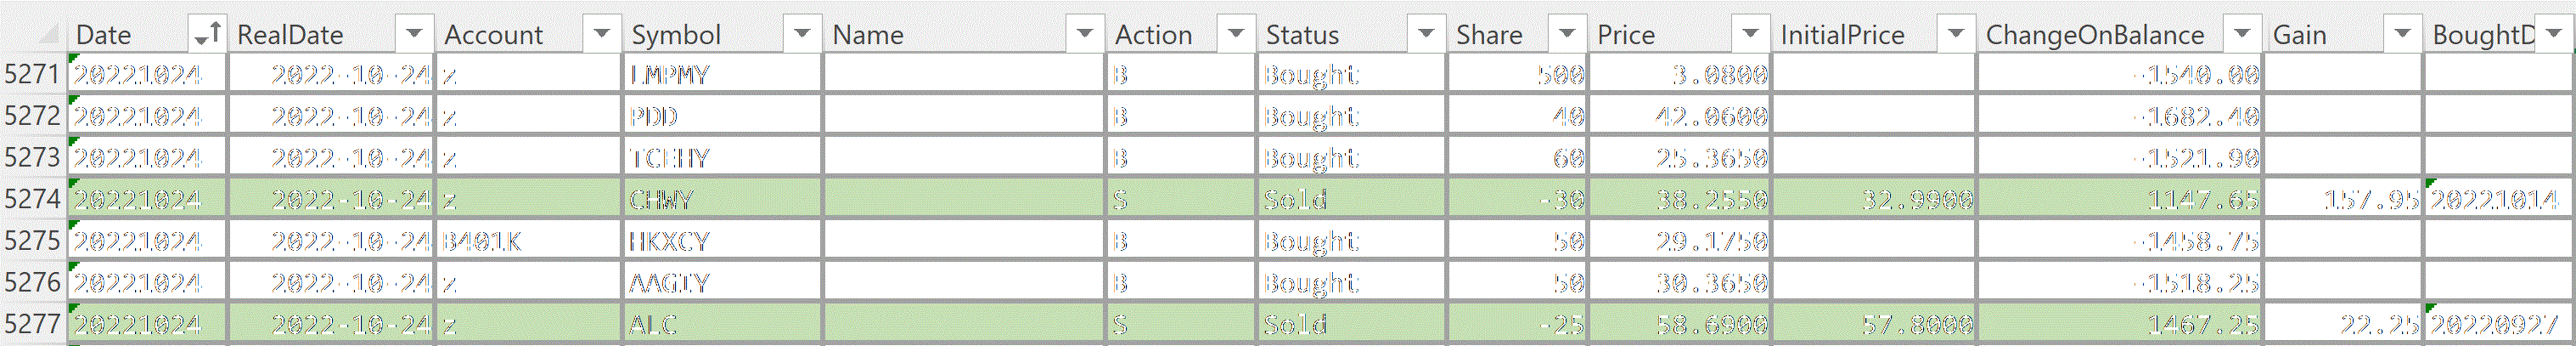 Date RealDate Account Symbol Name Action Status Share Price InitialPrice ChangeOnBalance Gain BoughtD
5271 20221024 2022-10-24 z LMPMY B Bought 500 3.0800 -1540.00
5272 20221024 2022-10-24 z PDD B Bought 40 42.0600 -1682.40
5273 20221024 2022-10-24 z TCEHY B Bought 60 25.3650 -1521.90
5274 20221024 2022-10-24 z CHWY S Sold -30 38.2550 32.9900 1147.65 157.95 20221014
5275 20221024 2022-10-24 B401K HKXCY B Bought 50 29.1750 -1458.75
5276 20221024 2022-10-24 z AAGIY B Bought 50 30.3650 -1518.25
5277 20221024 2022-10-24 z ALC S Sold -25 58.6900 57.8000 1467.25 22.25 20220927